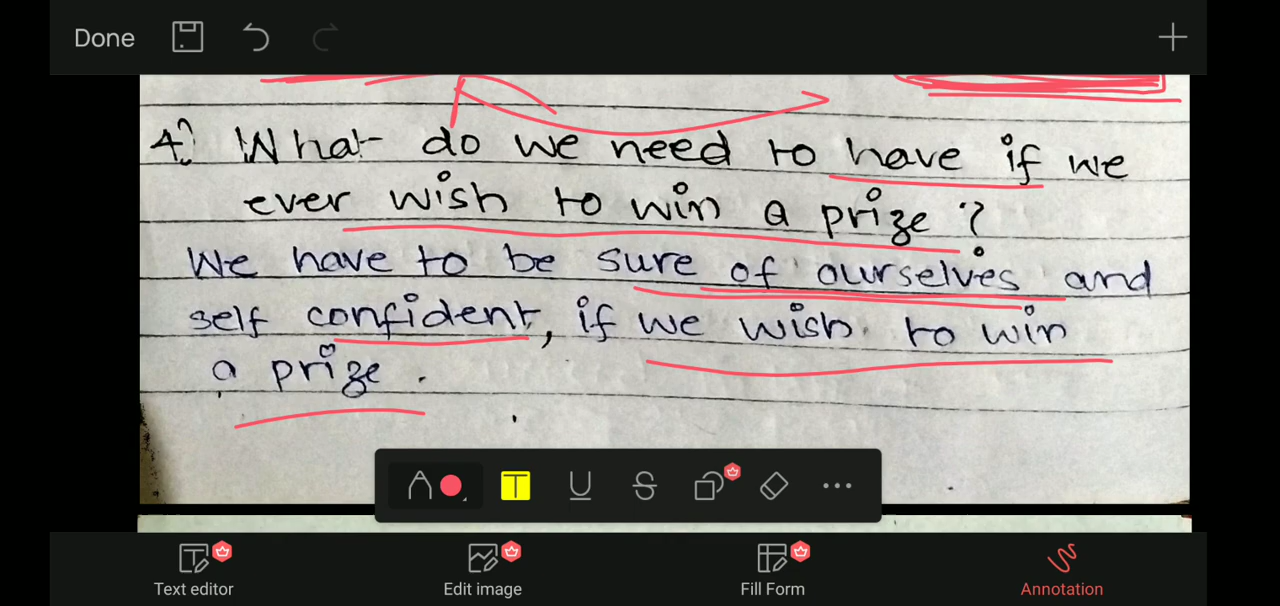 Done
4) What do we need to have if we
ever wish to win a prize ?
We have to be sure of ourselves and
self confident, if we wish to win
a prize .
T
U
S
Text editor
Edit image
Fill Form
Annotation